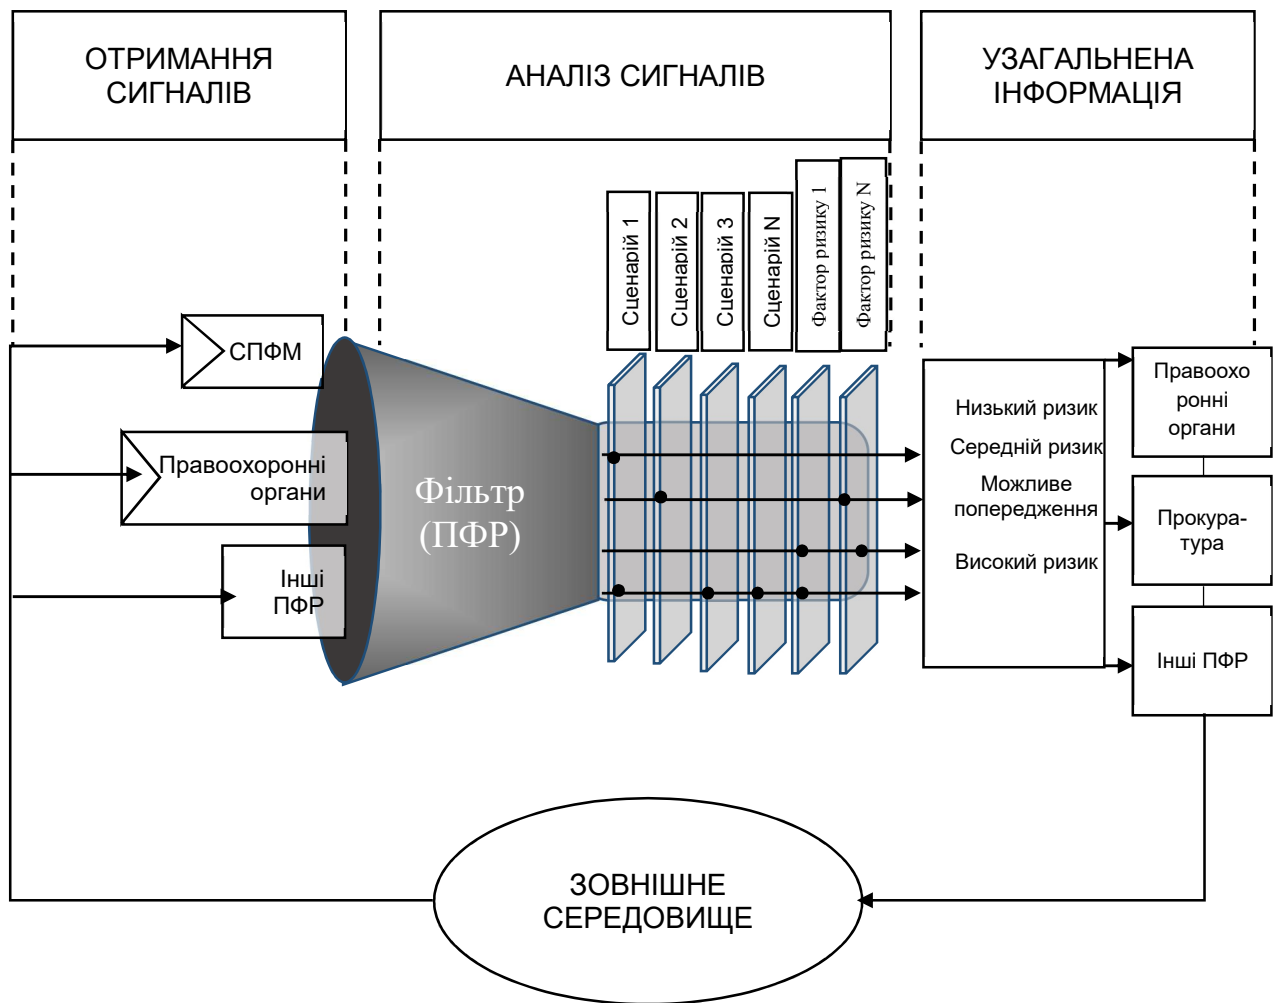 ОТРИМАННЯ
СИГНАЛІВ
АНАЛІЗ СИГНАЛІВ
УЗАГАЛЬНЕНА
ІНФОРМАЦІЯ
Сценарій 1
Сценарій 2
Сценарій 3
Сценарій N
Фактор ризику 1
Фактор ризику N
СПФМ
Правоохоронні
органи
Інші
ПФР
Фільтр
(ПФР)
Низький ризик
Середній ризик
Можливе
попередження
Високий ризик
Правоохо
ронні
органи
Прокура-
тура
Інші ПФР
ЗОВНІШНЕ
СЕРЕДОВИЩЕ